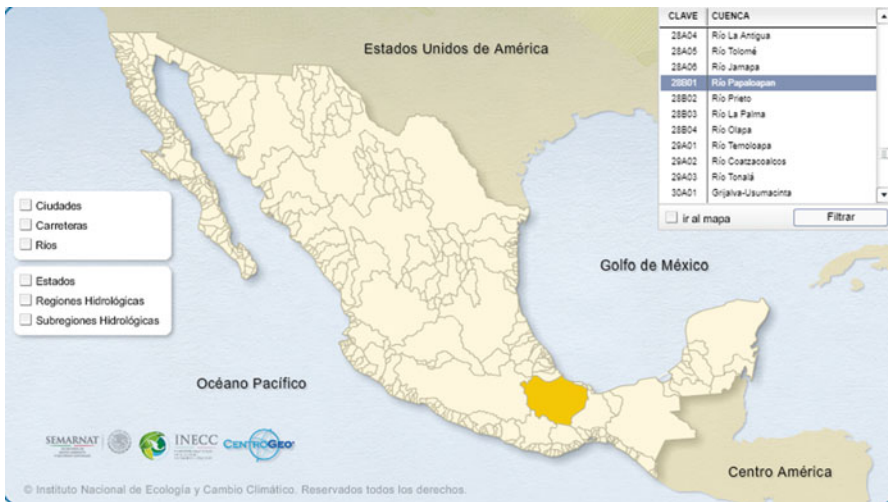 Estados Unidos de América
CLAVE CUENCA
28A04 Río La Antigua
28A05 Río Tolomé
28A06 Río Jamapa
28B01 Río Papaloapan
28B02 Río Prieto
28B03 Río La Palma
28B04 Río Olapa
29A01 Río Temoloapa
29A02 Río Coatzacoalcos
29A03 Río Tonalá
30A01 Grijalva-Usumacinta
ir al mapa Filtrar
Ciudades
Carreteras
Ríos
Estados
Regiones Hidrológicas
Subregiones Hidrológicas
Golfo de México
Océano Pacífico
SEMARNAT INECC CENTROGEO
Centro América
© Instituto Nacional de Ecología y Cambio Climático. Reservados todos los derechos.